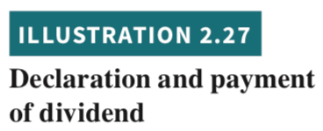 ILLUSTRATION 2.27
Declaration and payment
of dividend